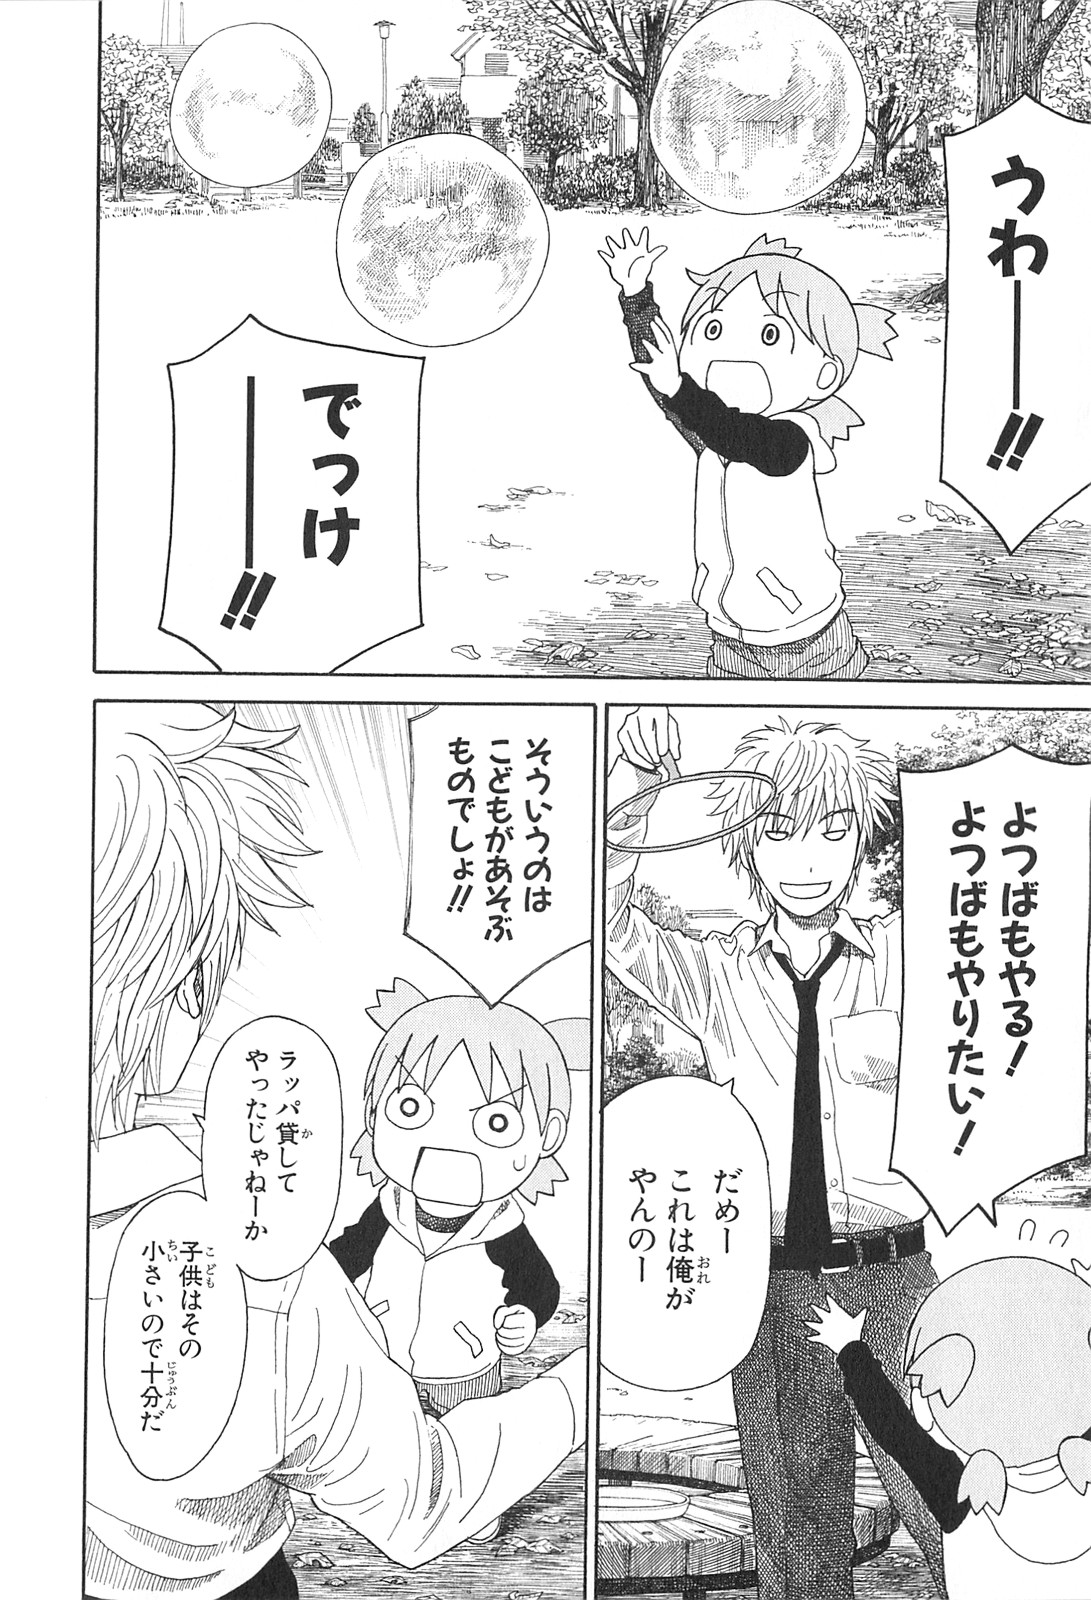 うわーー!!
でっけ
ーー!!
よつばもやる！
よつばもやりたい！
だめー
これは俺が
やんのー
そういうのは
こどもがあそぶ
ものでしょ!!
ラッパ貸して
やったじゃねーか
子供はその
小さいので十分だ